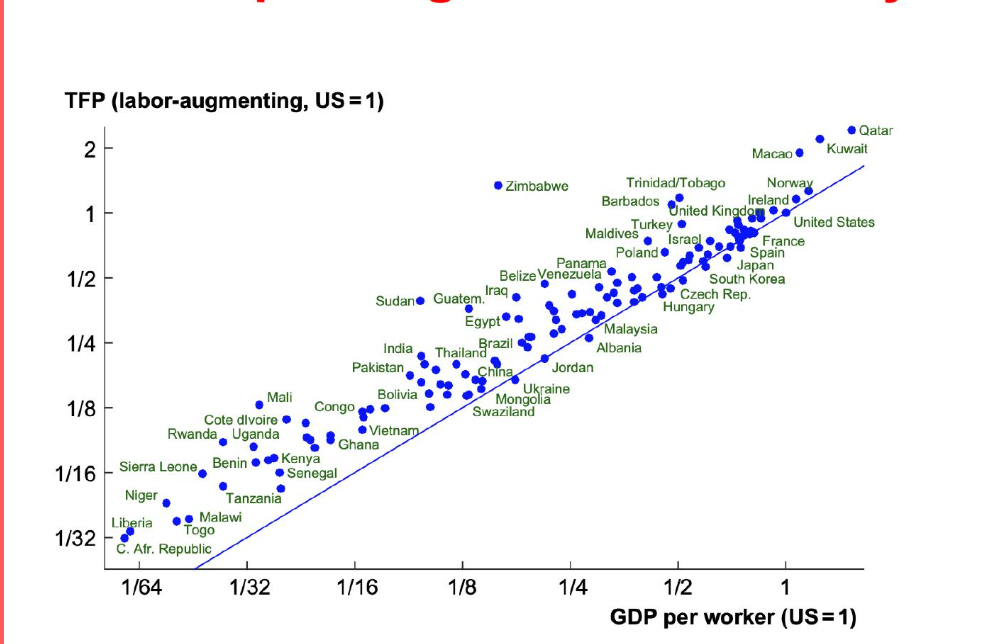 TFP (labor-augmenting, US = 1)
2
1
1/2
1/4
1/8
1/16
1/32
Qatar
Kuwait
Macao
Zimbabwe
Trinidad/Tobago
Norway
Barbados
Ireland
United Kingdom
United States
Turkey
Maldives
Israel
France
Poland
Spain
Panama
Japan
Belize
Venezuela
South Korea
Iraq
Czech Rep.
Sudan
Guatem.
Hungary
Egypt
Malaysia
Brazil
Albania
India
Thailand
Pakistan
China
Jordan
Bolivia
Ukraine
Mongolia
Mali
Congo
Swaziland
Cote dIvoire
Rwanda
Uganda
Vietnam
Ghana
Sierra Leone
Benin
Kenya
Senegal
Niger
Tanzania
Liberia
Malawi
Togo
C. Afr. Republic
1/64
1/32
1/16
1/8
1/4
1/2
1
GDP per worker (US = 1)